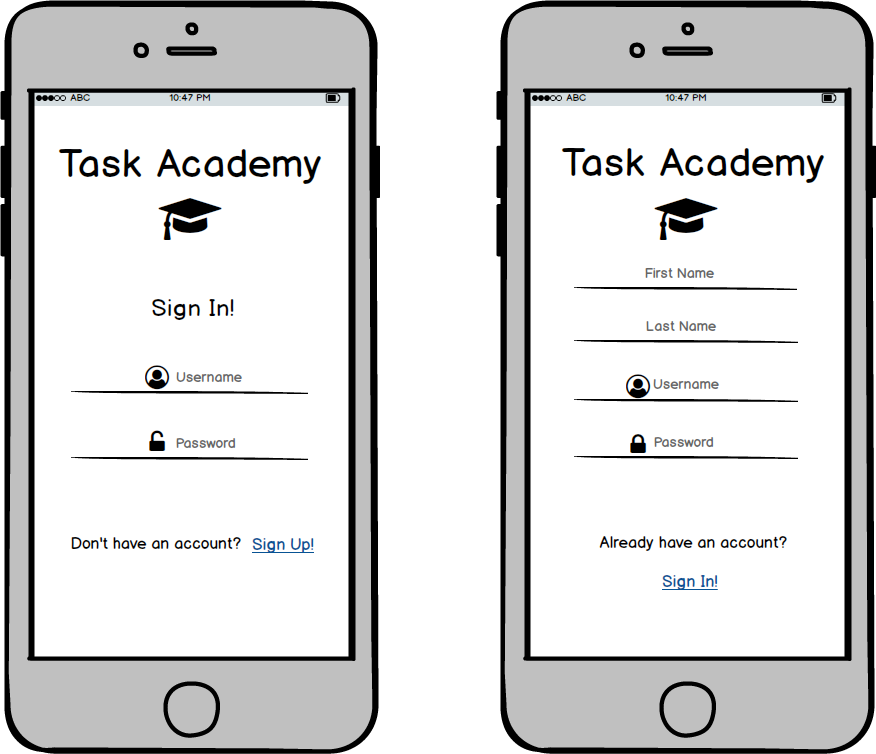 ABC 10:47 PM
Task Academy
Sign In!
Username
Password
Don't have an account? Sign Up!
ABC 10:47 PM
Task Academy
First Name
Last Name
Username
Password
Already have an account?
Sign In!